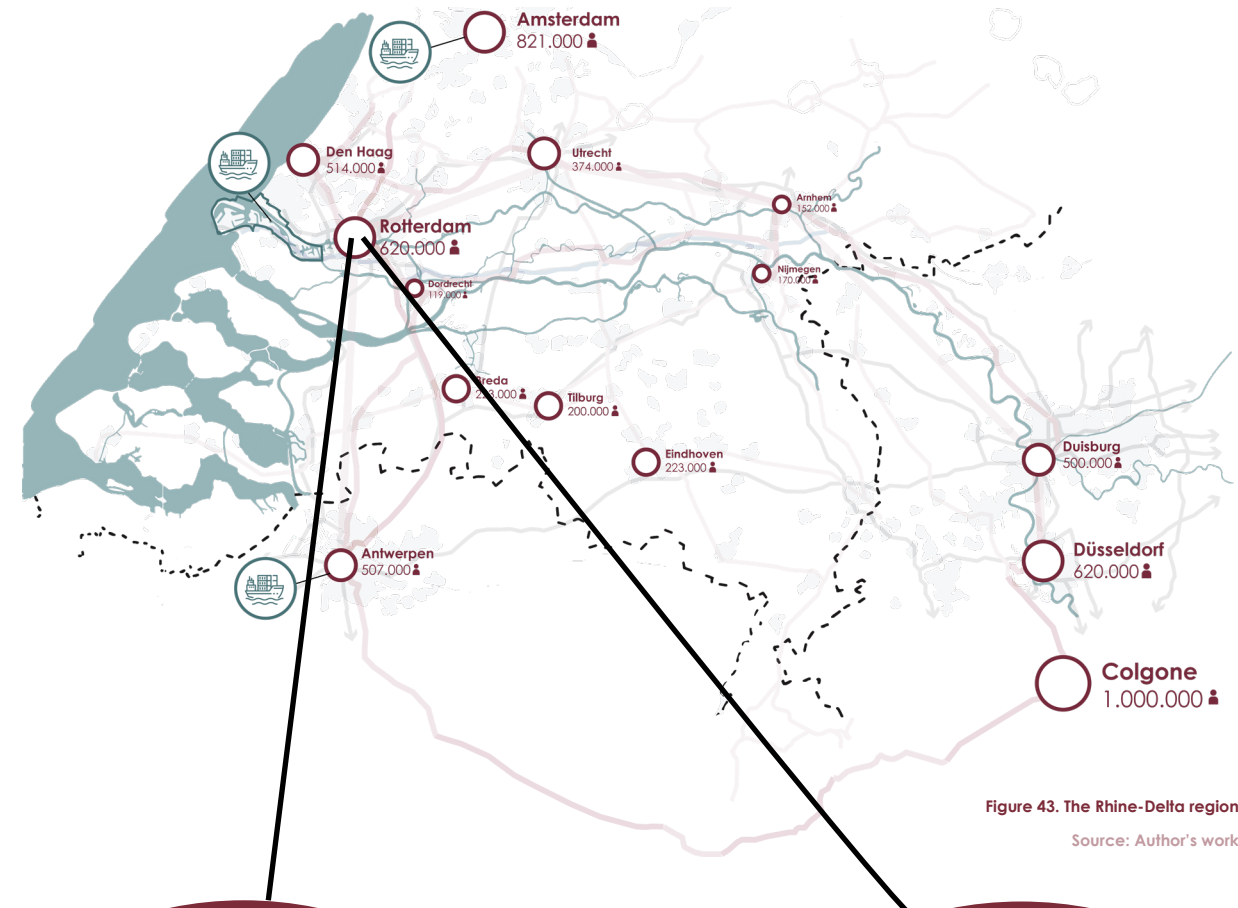 Amsterdam
821.000
Den Haag
514.000
Utrecht
374.000
Arnhem
152.000
Rotterdam
620.000
Nijmegen
170.000
Dordrecht
119.000
Breda
223.000
Tilburg
200.000
Eindhoven
223.000
Duisburg
500.000
Antwerpen
507.000
Düsseldorf
620.000
Colgone
1.000.000
Figure 43. The Rhine-Delta region
Source: Author's work